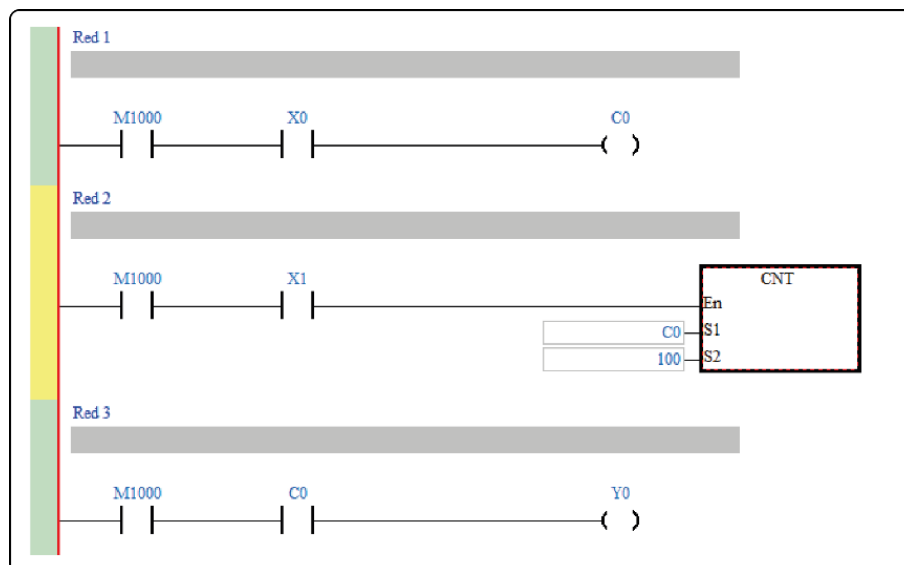 Red 1
M1000 X0 C0
Red 2
M1000 X1 CNT
En
C0 S1
100 S2
Red 3
M1000 C0 Y0